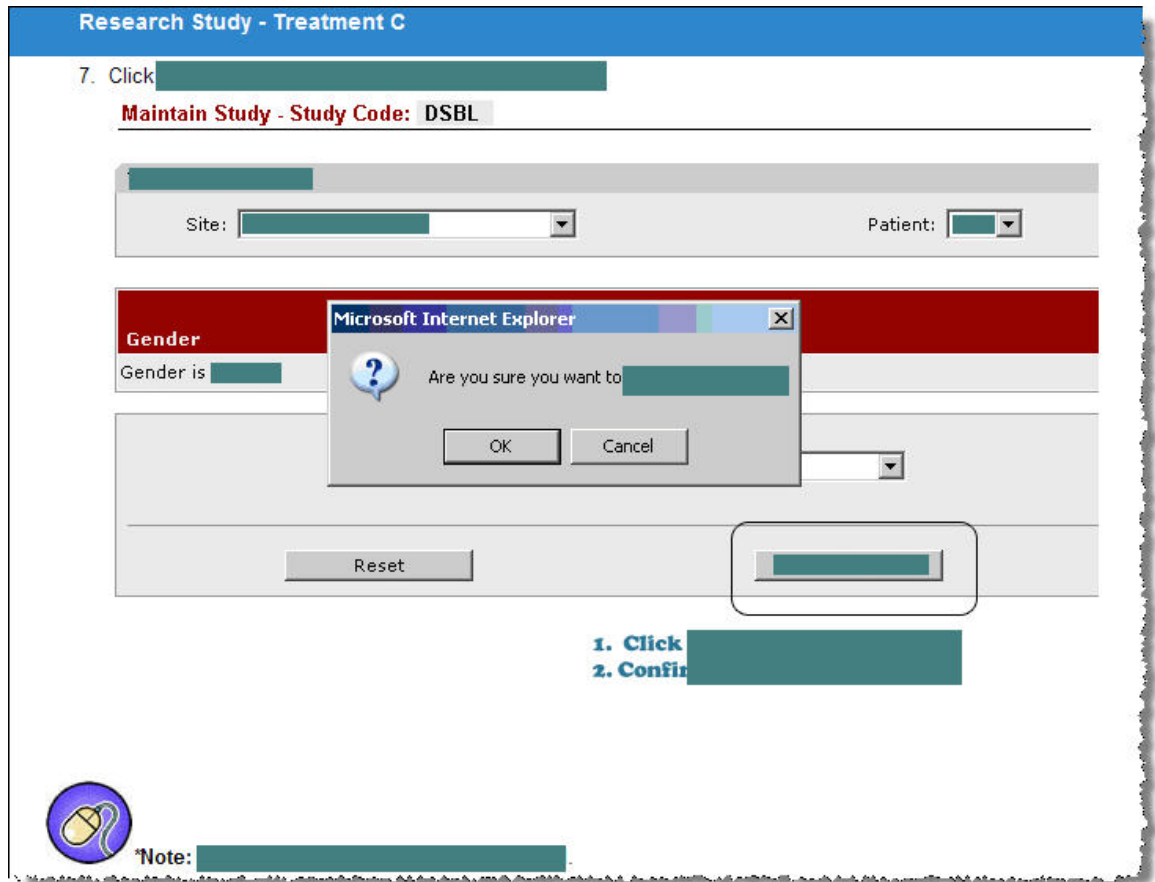 Research Study - Treatment C
7. Click
Maintain Study - Study Code: DSBL
Site:
Patient:
Gender
Gender is
Microsoft Internet Explorer
Are you sure you want to
OK Cancel
Reset
1. Click
2. Confir
*Note: .